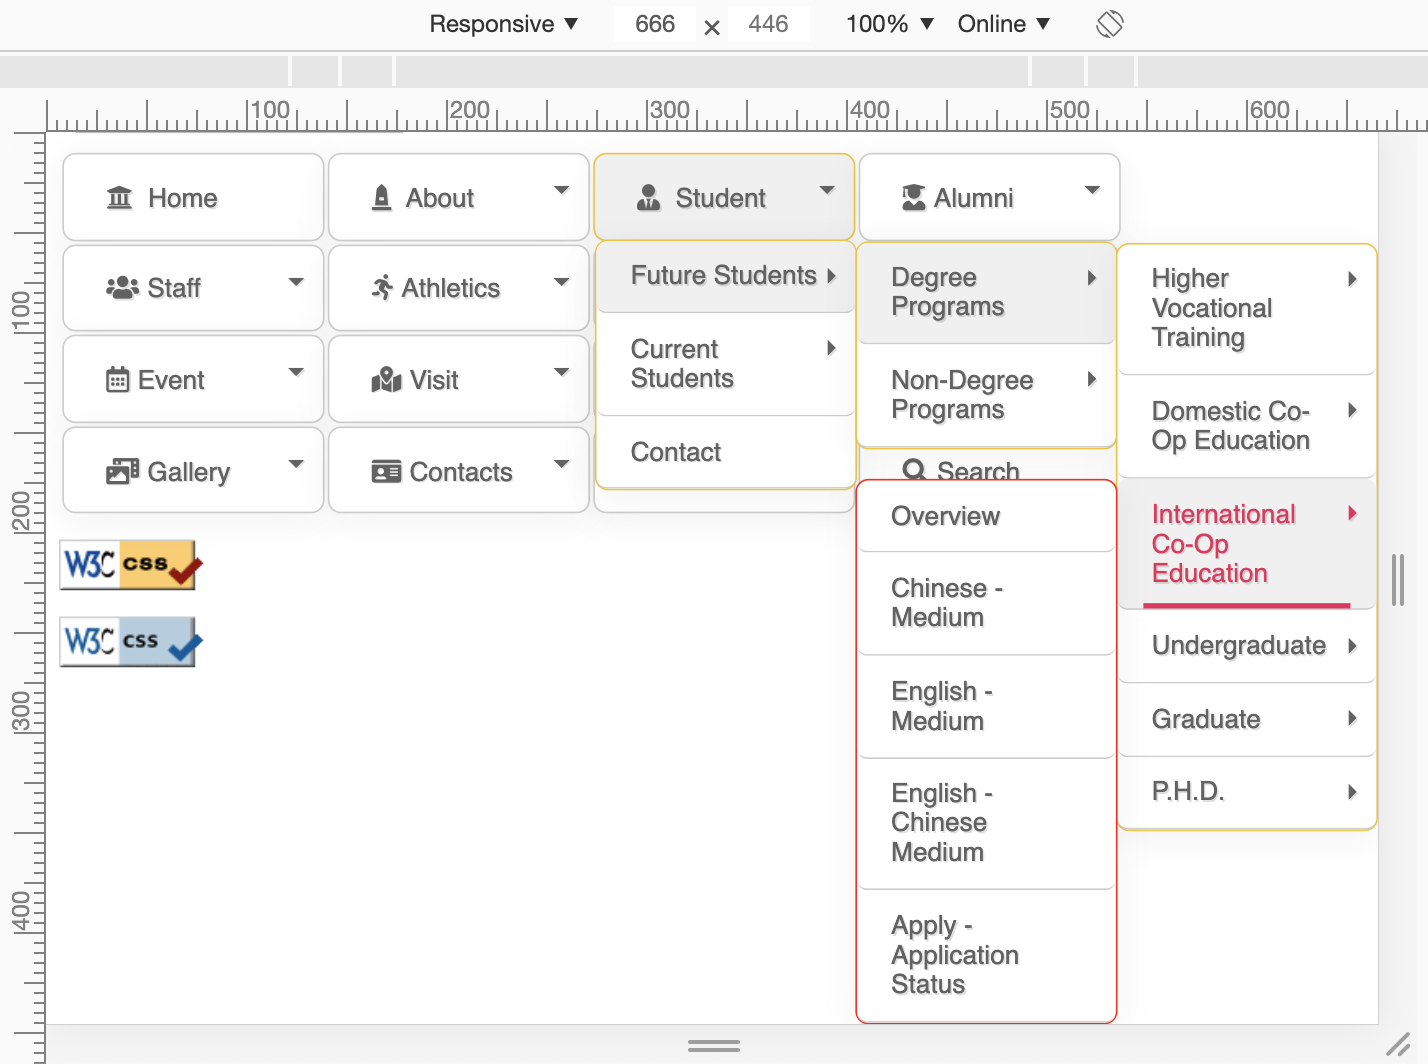 Responsive ▼ 666 × 446 100% ▼ Online ▼
100 200 300 400 500 600
100
200
300
400
Home
About
Student
Alumni
Staff
Athletics
Event
Visit
Gallery
Contacts
Search
Future Students
Current
Students
Contact
Degree
Programs
Non-Degree
Programs
Higher
Vocational
Training
Domestic Co-
Op Education
International
Co-Op
Education
Undergraduate
Graduate
P.H.D.
Overview
Chinese -
Medium
English -
Medium
English -
Chinese
Medium
Apply -
Application
Status
W3C css
W3C css